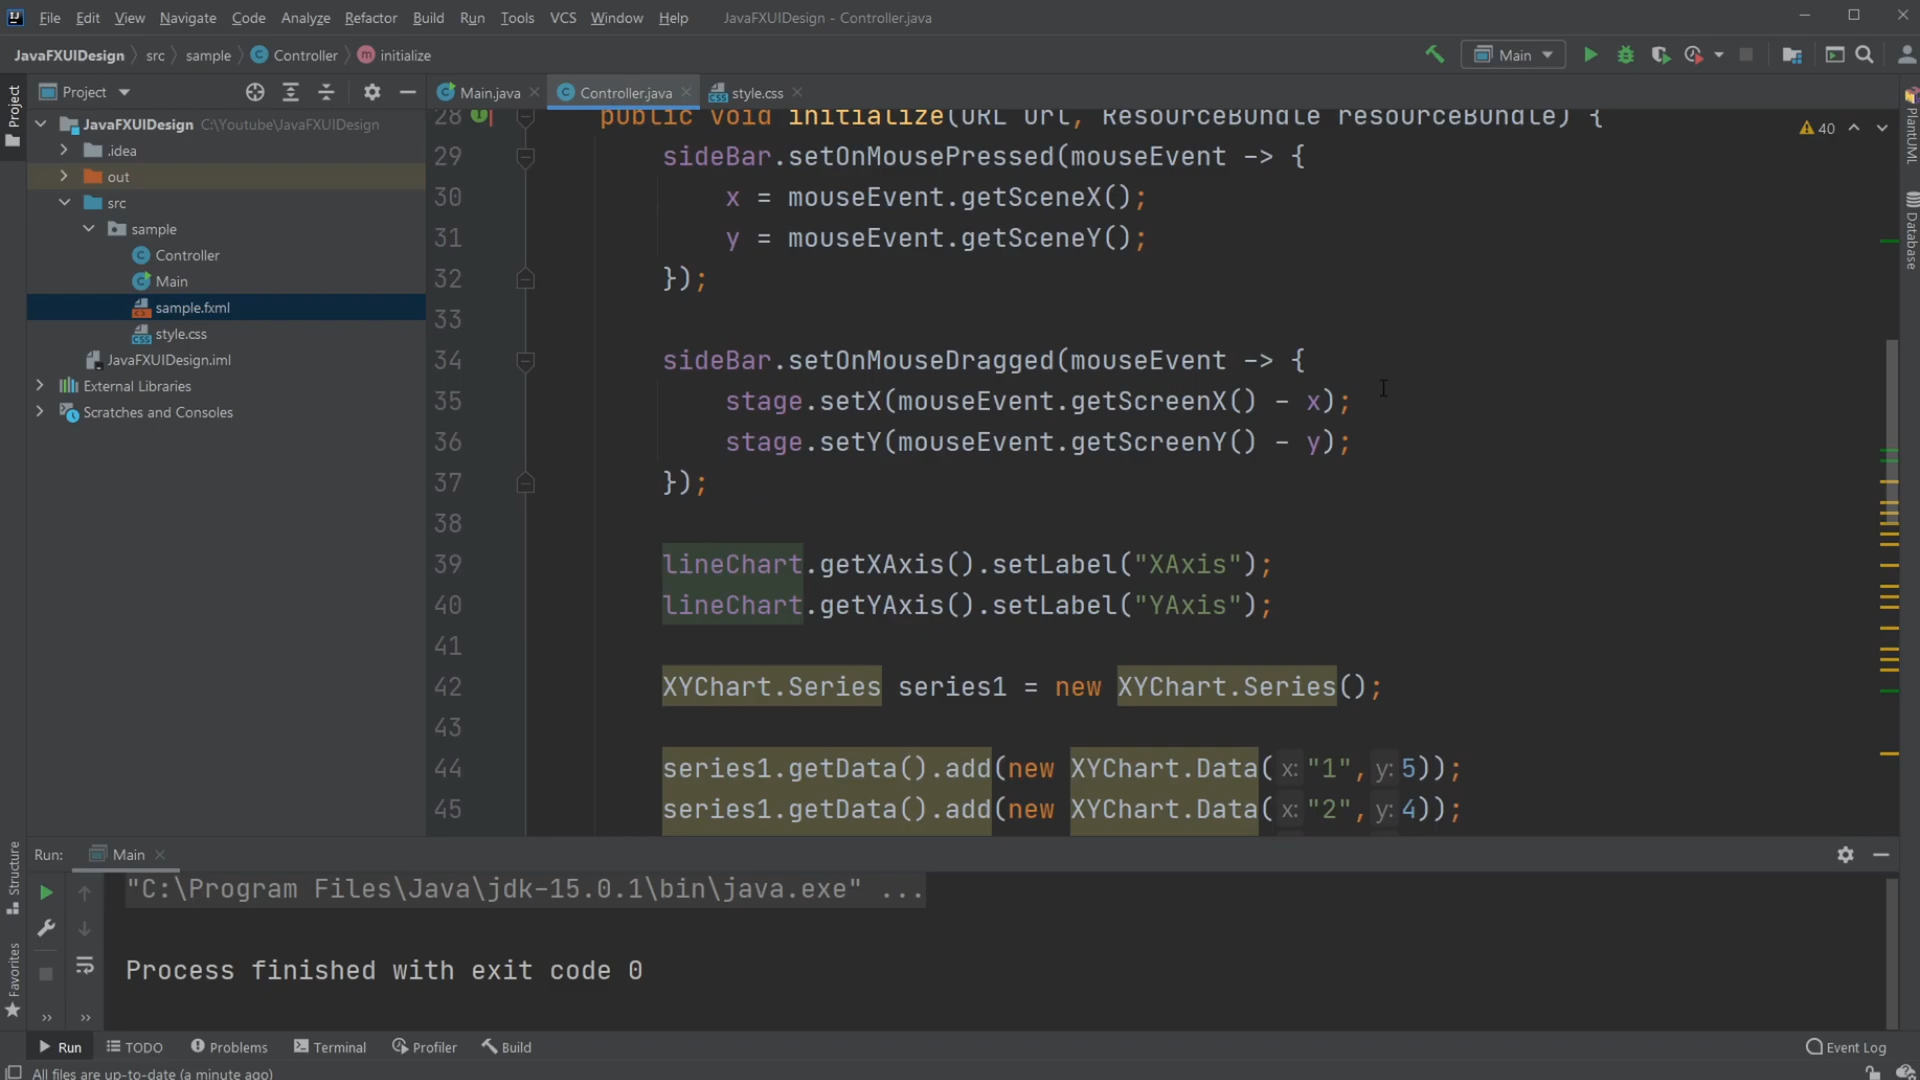 File Edit View Navigate Code Analyze Refactor Build Run Tools VCS Window Help JavaFXUIDesign - Controller.java
JavaFXUIDesign src sample Controller initialize Main
Project Main.java Controller.java style.css
JavaFXUIDesign C:\Youtube\JavaFXUIDesign
.idea
out
src
sample
Controller
Main
sample.fxml
style.css
JavaFXUIDesign.iml
External Libraries
Scratches and Consoles
Project
Structure
Favorites
40
PlantUML
Database
28 public void initialize(URL url, ResourceBundle resourceBundle) {
29 sideBar.setOnMousePressed(mouseEvent -> {
30 x = mouseEvent.getSceneX();
31 y = mouseEvent.getSceneY();
32 });
33
34 sideBar.setOnMouseDragged(mouseEvent -> {
35 stage.setX(mouseEvent.getScreenX() - x);
36 stage.setY(mouseEvent.getScreenY() - y);
37 });
38
39 lineChart.getXAxis().setLabel("XAxis");
40 lineChart.getYAxis().setLabel("YAxis");
41
42 XYChart.Series series1 = new XYChart.Series();
43
44 series1.getData().add(new XYChart.Data( x: "1", y: 5));
45 series1.getData().add(new XYChart.Data( x: "2", y: 4));
Run: Main
"C:\Program Files\Java\jdk-15.0.1\bin\java.exe" ...
Process finished with exit code 0
Run TODO Problems Terminal Profiler Build Event Log
All files are up-to-date (a minute ago)